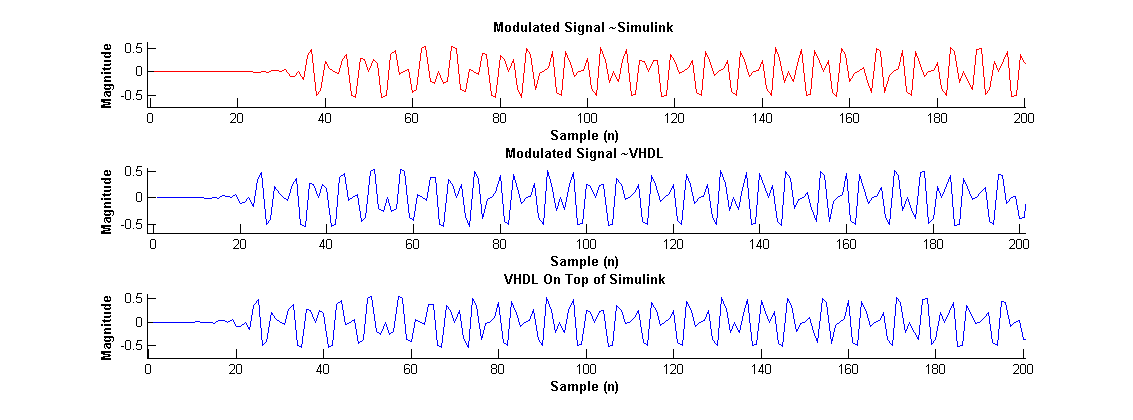 Modulated Signal ~Simulink
Magnitude
0.5
0
-0.5
0 20 40 60 80 100 120 140 160 180 200
Sample (n)
Modulated Signal ~VHDL
Magnitude
0.5
0
-0.5
0 20 40 60 80 100 120 140 160 180 200
Sample (n)
VHDL On Top of Simulink
Magnitude
0.5
0
-0.5
0 20 40 60 80 100 120 140 160 180 200
Sample (n)